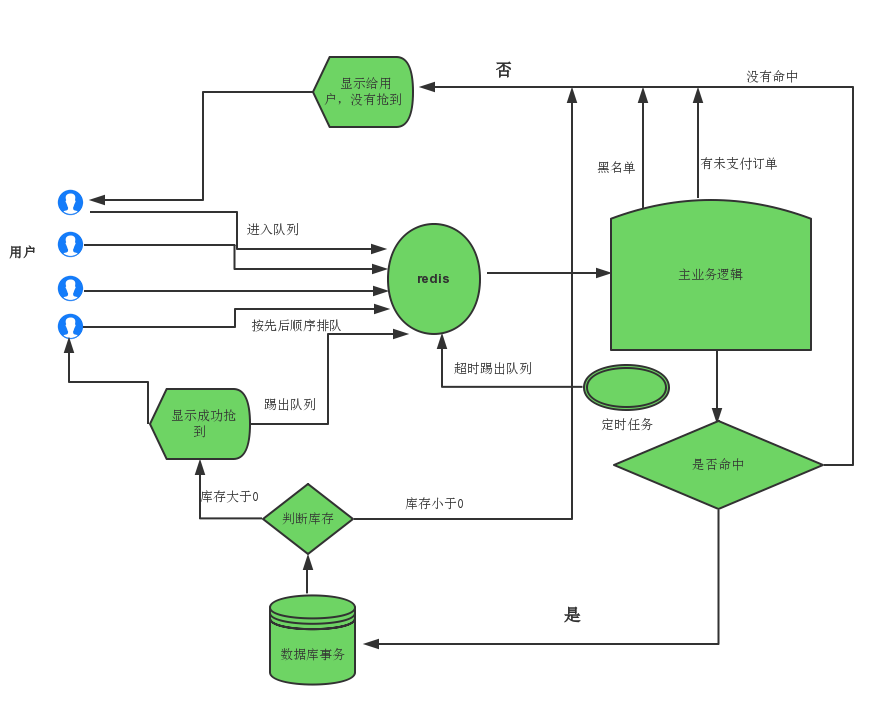 否
没有命中
显示给用
户，没有抢到
黑名单
有未支付订单
进入队列
用户
redis
主业务逻辑
按先后顺序排队
超时踢出队列
踢出队列
显示成功抢
到
定时任务
是否命中
库存大于0
库存小于0
判断库存
是
数据库事务